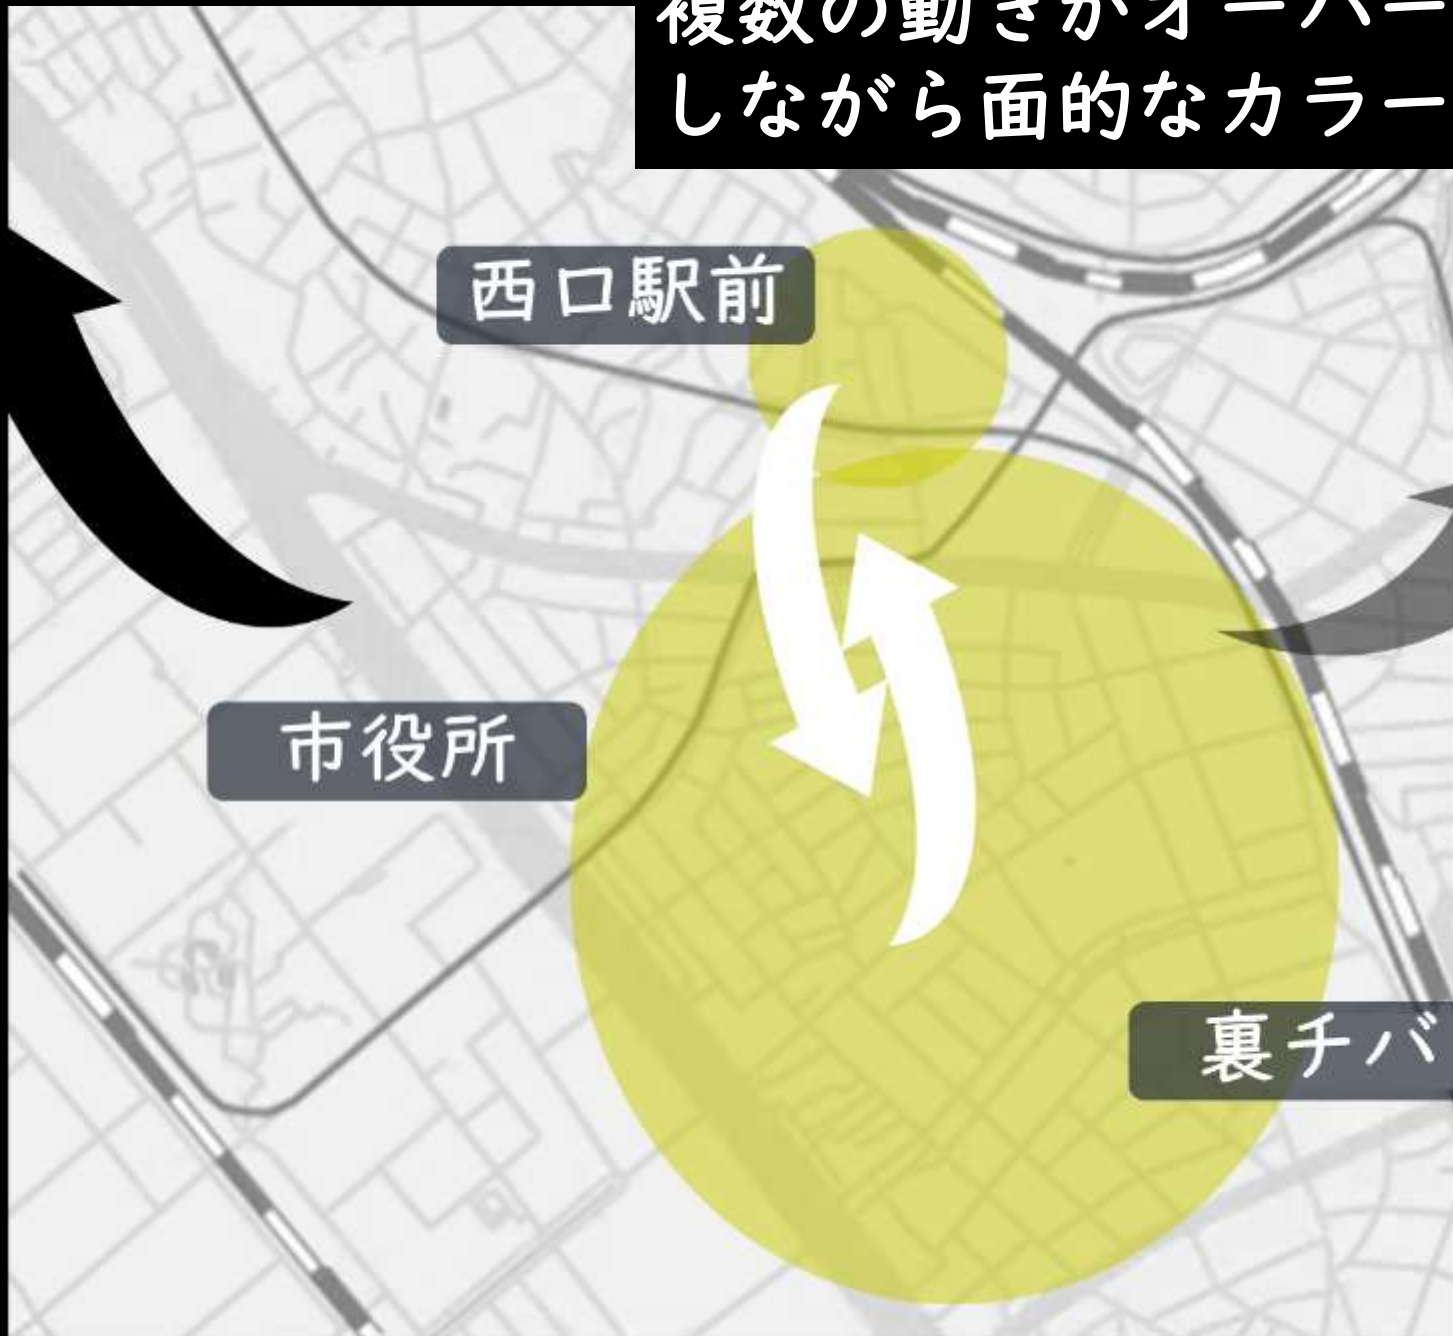 複数の動きがオーバー
しながら面的なカラー
西口駅前
市役所
裏チバ